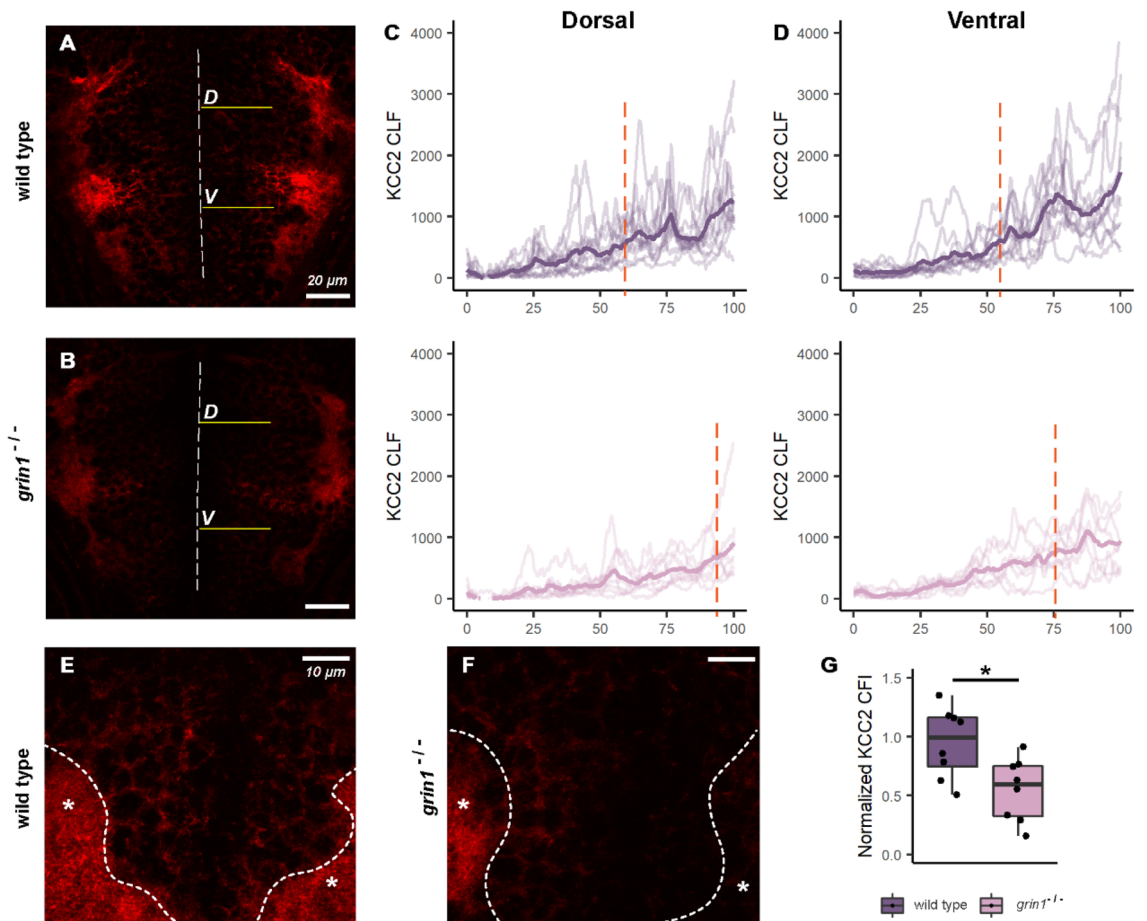 Dorsal
Ventral
A
D
V
20 µm
wild type
C
4000
3000
2000
1000
0
KCC2 CLF
0 25 50 75 100
D
4000
3000
2000
1000
0
KCC2 CLF
0 25 50 75 100
B
D
V
grin1 -/-
4000
3000
2000
1000
0
KCC2 CLF
0 25 50 75 100
4000
3000
2000
1000
0
KCC2 CLF
0 25 50 75 100
E
10 µm
*
*
wild type
F
*
*
grin1 -/-
G
*
1.5
1.0
0.5
0.0
Normalized KCC2 CFI
wild type grin1-/-